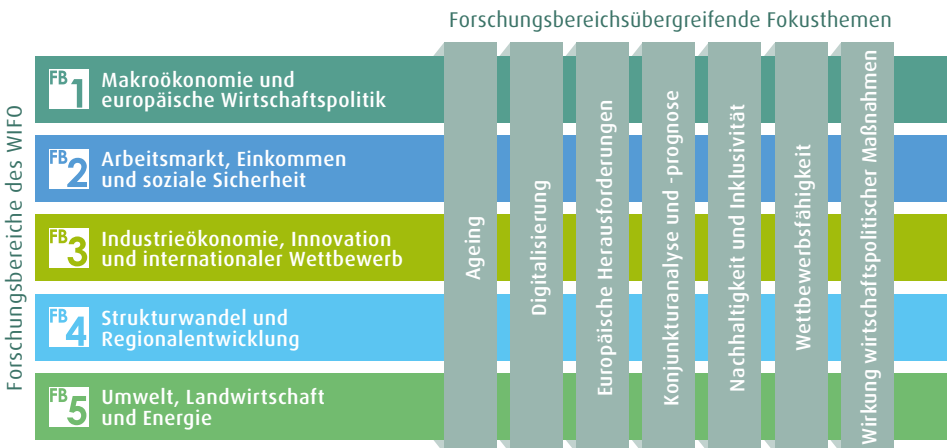 Forschungsbereichsübergreifende Fokusthemen
Forschungsbereiche des WIFO
FB 1
Makroökonomie und
europäische Wirtschaftspolitik
FB 2
Arbeitsmarkt, Einkommen
und soziale Sicherheit
FB 3
Industrieökonomie, Innovation
und internationaler Wettbewerb
FB 4
Strukturwandel und
Regionalentwicklung
FB 5
Umwelt, Landwirtschaft
und Energie
Ageing
Digitalisierung
Europäische Herausforderungen
Konjunkturanalyse und -prognose
Nachhaltigkeit und Inklusivität
Wettbewerbsfähigkeit
Wirkung wirtschaftspolitischer Maßnahmen